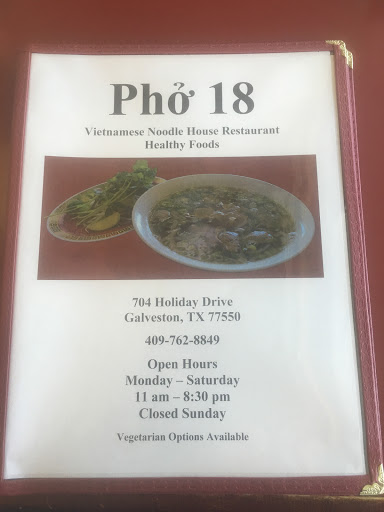 Phở 18
Vietnamese Noodle House Restaurant
Healthy Foods
704 Holiday Drive
Galveston, TX 77550
409-762-8849
Open Hours
Monday – Saturday
11 am – 8:30 pm
Closed Sunday
Vegetarian Options Available